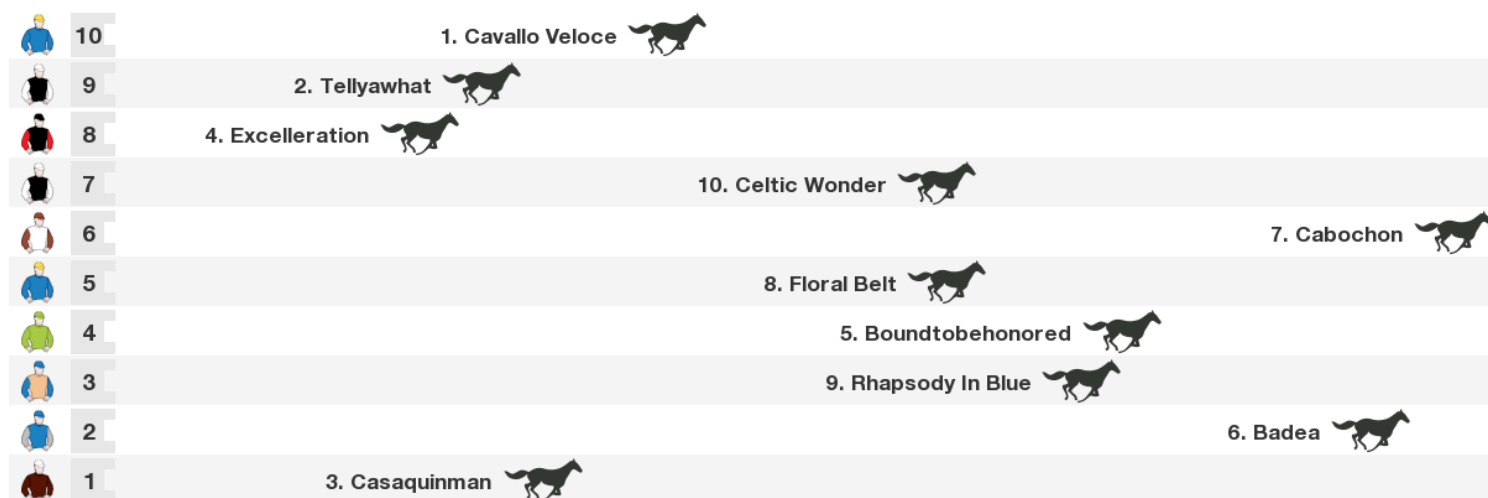 10 1. Cavallo Veloce
9 2. Tellyawhat
8 4. Excelleration
7 10. Celtic Wonder
6 7. Cabochon
5 8. Floral Belt
4 5. Boundtobehonored
3 9. Rhapsody In Blue
2 6. Badea
1 3. Casaquinman